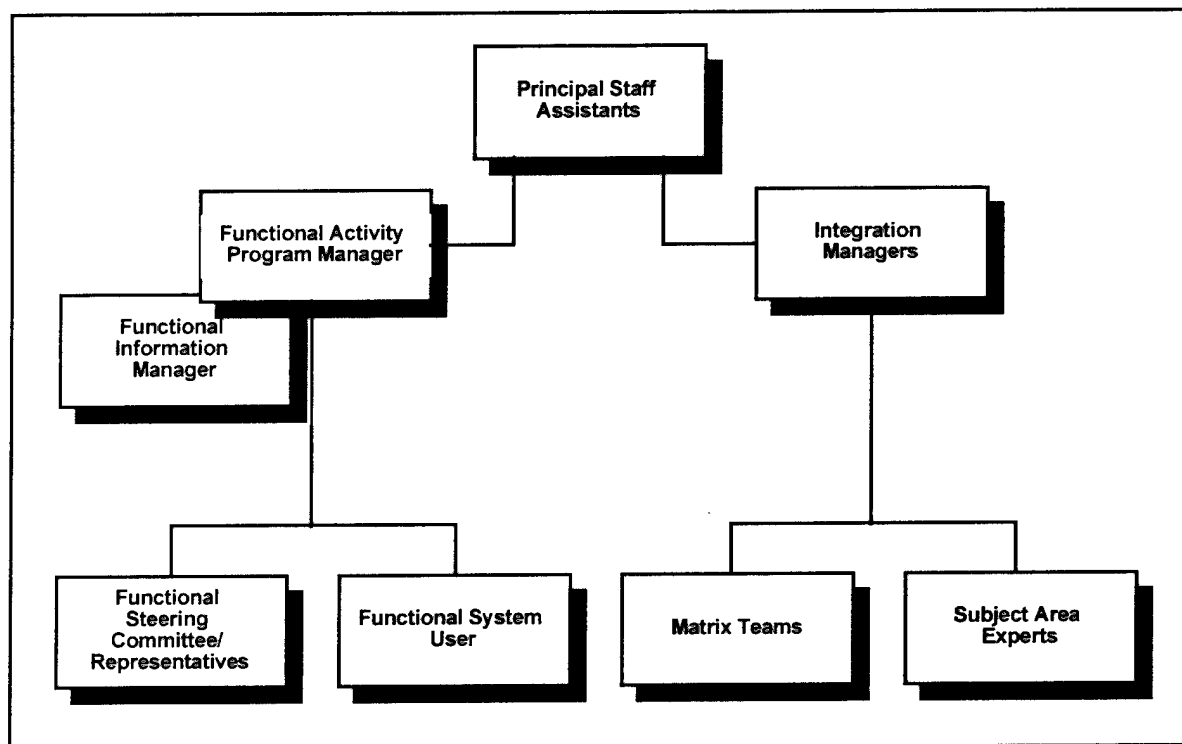 Principal Staff
Assistants
Functional Activity
Program Manager
Integration
Managers
Functional
Information
Manager
Functional
Steering
Committee/
Representatives
Functional System
User
Matrix Teams
Subject Area
Experts